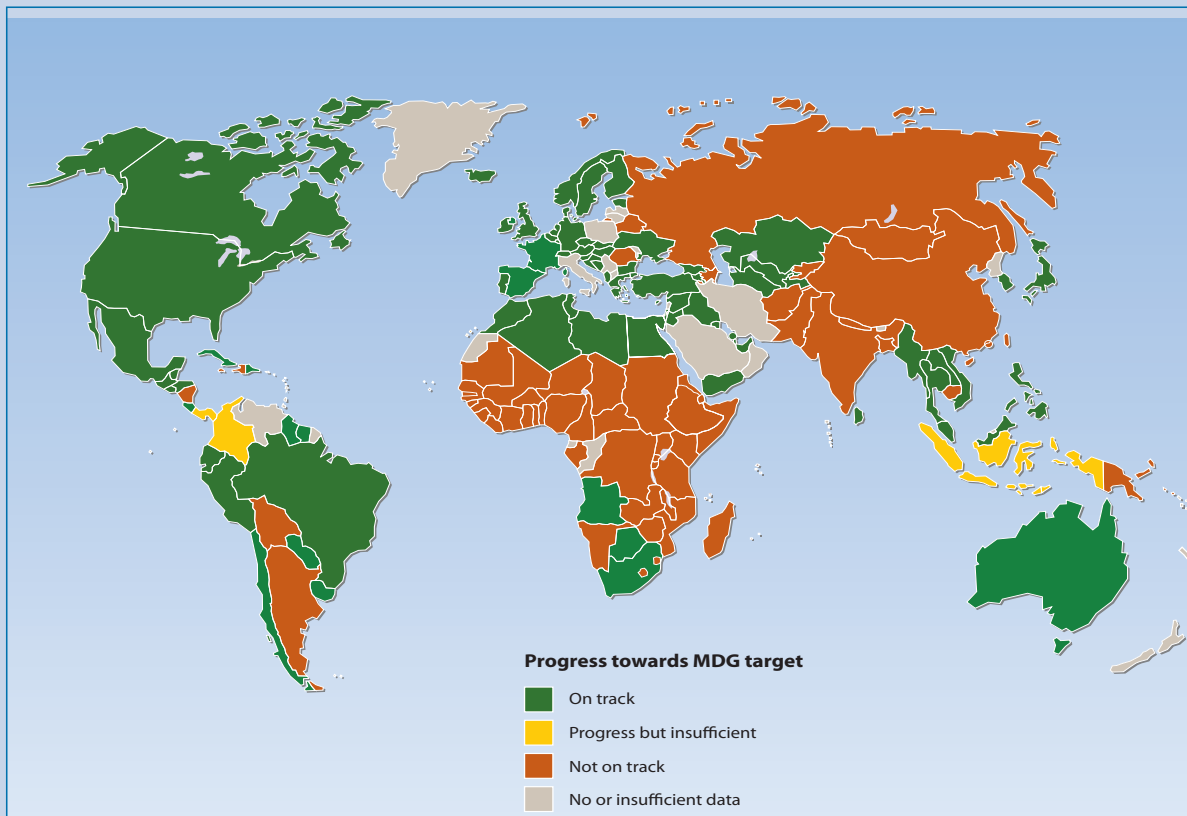 Progress towards MDG target
On track
Progress but insufficient
Not on track
No or insufficient data